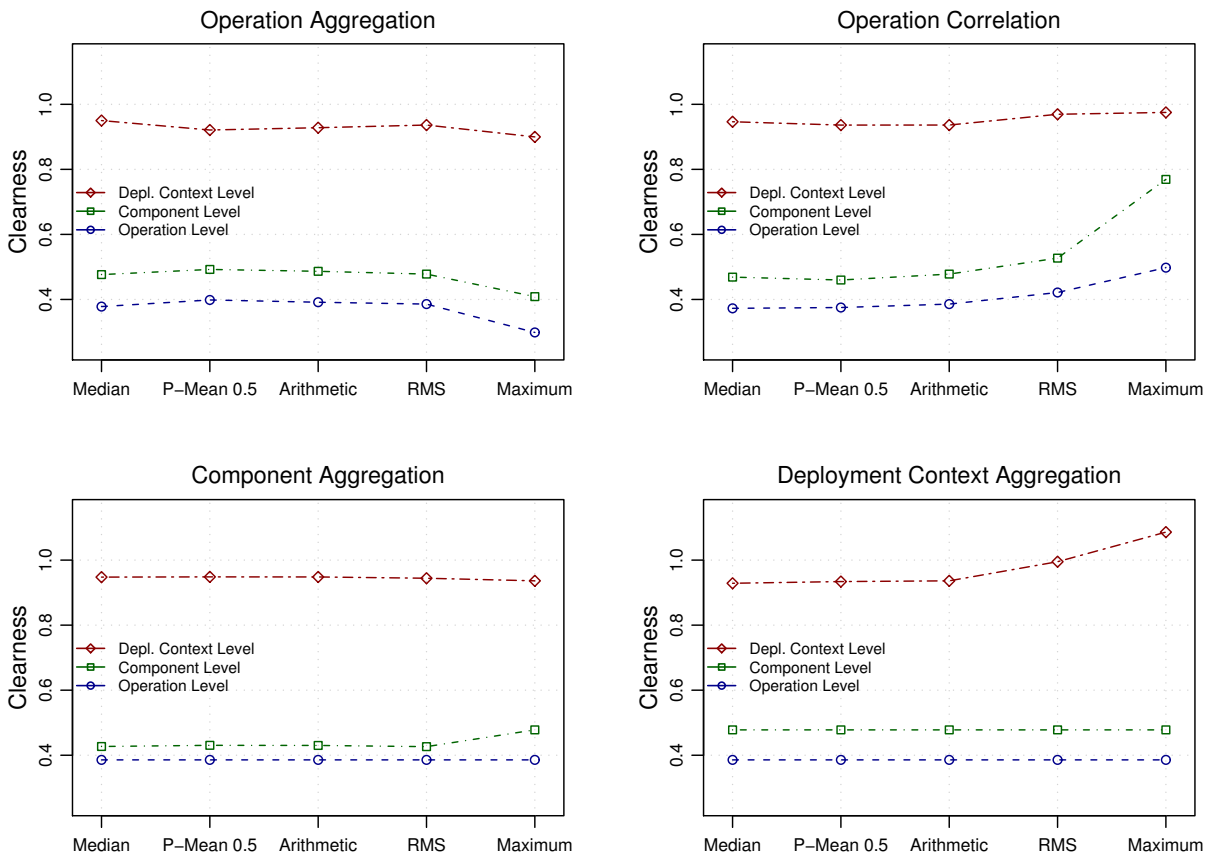 Operation Aggregation
Clearness
0.4 0.6 0.8 1.0
Depl. Context Level
Component Level
Operation Level
Median P−Mean 0.5 Arithmetic RMS Maximum
Operation Correlation
Clearness
0.4 0.6 0.8 1.0
Depl. Context Level
Component Level
Operation Level
Median P−Mean 0.5 Arithmetic RMS Maximum
Component Aggregation
Clearness
0.4 0.6 0.8 1.0
Depl. Context Level
Component Level
Operation Level
Median P−Mean 0.5 Arithmetic RMS Maximum
Deployment Context Aggregation
Clearness
0.4 0.6 0.8 1.0
Depl. Context Level
Component Level
Operation Level
Median P−Mean 0.5 Arithmetic RMS Maximum